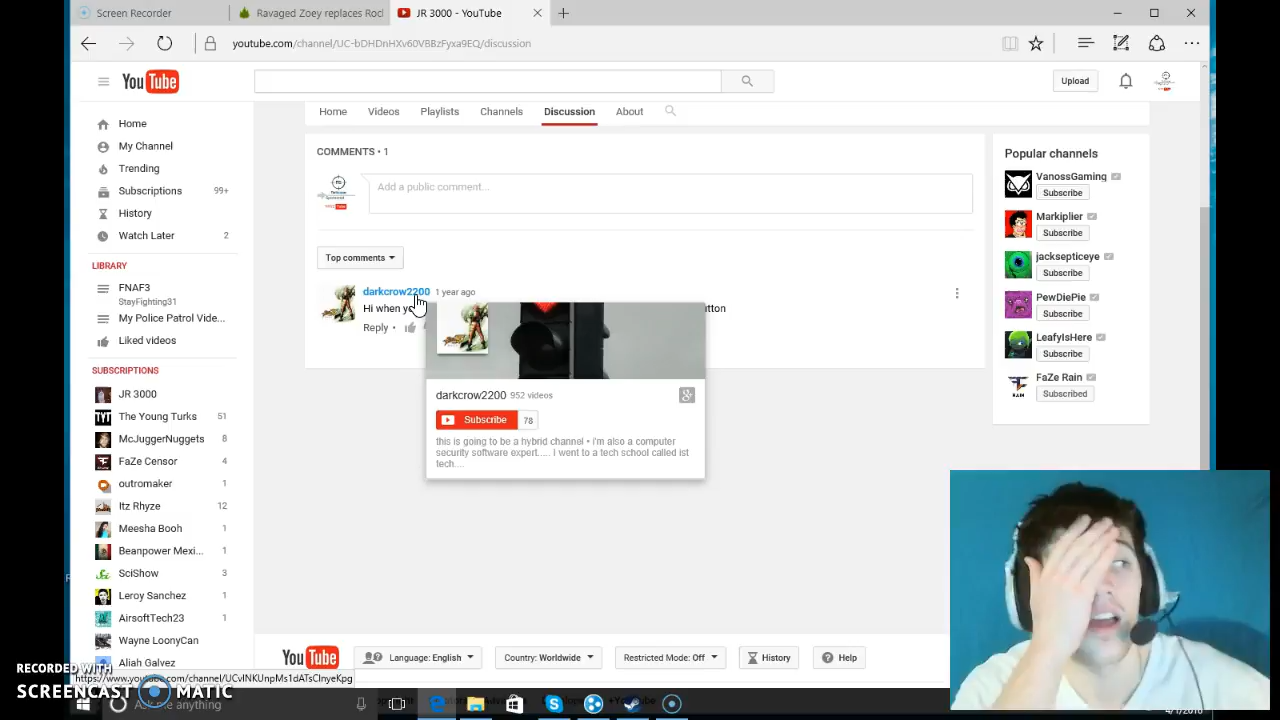 Screen Recorder
Ravaged Zoey replaces Rod
JR 3000 - YouTube
youtube.com/channel/UC-bDHDnHXv60VBBzFyxa9EQ/discussion
YouTube
Upload
Home
Videos
Playlists
Channels
Discussion
About
Home
My Channel
Trending
Subscriptions 99+
History
Watch Later 2
LIBRARY
FNAF3
StayFighting31
My Police Patrol Vide...
Liked videos
SUBSCRIPTIONS
JR 3000
The Young Turks 51
McJuggerNuggets 8
FaZe Censor 4
outromaker 1
Itz Rhyze 12
Meesha Booh 1
Beanpower Mexi... 1
SciShow 3
Leroy Sanchez 1
AirsoftTech23 1
Wayne LoonyCan
Aliah Galvez
COMMENTS • 1
Add a public comment...
Top comments
darkcrow2200 1 year ago
Hi when
Reply •
darkcrow2200 952 videos
Subscribe 78
this is going to be a hybrid channel • i'm also a computer
security software expert..... I went to a tech school called ist
tech....
Popular channels
VanossGaming
Subscribe
Markiplier
Subscribe
jacksepticeye
Subscribe
PewDiePie
Subscribe
LeafyIsHere
Subscribe
FaZe Rain
Subscribed
YouTube
Language: English
Country: Worldwide
Restricted Mode: Off
History
Help
RECORDED WITH
SCREENCAST MATIC
Ask me anything